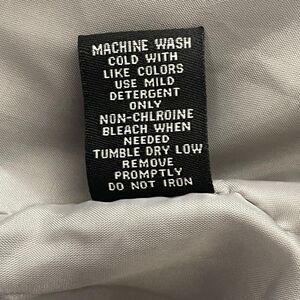 MACHINE WASH
COLD WITH
LIKE COLORS
USE MILD
DETERGENT
ONLY
NON-CHLROINE
BLEACH WHEN
NEEDED
TUMBLE DRY LOW
REMOVE
PROMPTLY
DO NOT IRON